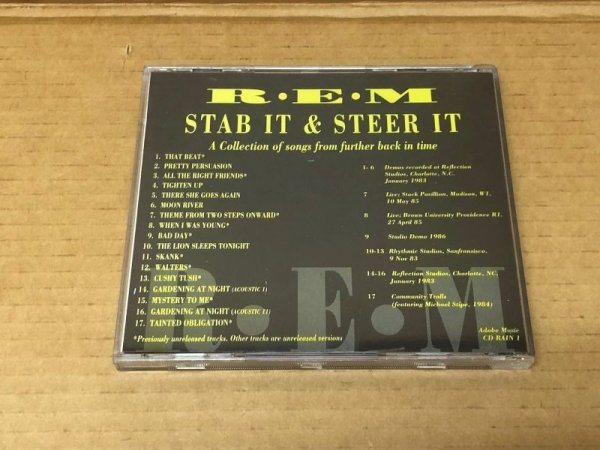 R·E·M
STAB IT & STEER IT
A Collection of songs from further back in time
1. THAT BEAT*
2. PRETTY PERSUASION
3. ALL THE RIGHT FRIENDS*
4. TIGHTEN UP
5. THERE SHE GOES AGAIN
6. MOON RIVER
7. THEME FROM TWO STEPS ONWARD*
8. WHEN I WAS YOUNG*
9. BAD DAY*
10. THE LION SLEEPS TONIGHT
11. SKANK*
12. WALTERS*
13. CUSHY TUSH*
14. GARDENING AT NIGHT (ACOUSTIC I)
15. MYSTERY TO ME*
16. GARDENING AT NIGHT (ACOUSTIC II)
17. TAINTED OBLIGATION*
1- 6 Demos recorded at Reflection
Studios, Charlotte, N.C.
January 1983
7 Live: Stock Pavillion, Madison, WI,
10 May 85
8 Live: Brown University Providence RI,
27 April 85
9 Studio Demo 1986
10-13 Rhythmic Studios, Sanfransisco.
9 Nov 83
14-16 Reflection Studios, Charlotte, NC,
January 1983
17 Community Trolls
(featuring Michael Stipe, 1984)
R·E·M
*Previously unreleased tracks. Other tracks are unreleased versions
Adobe Music
CD RAIN 1